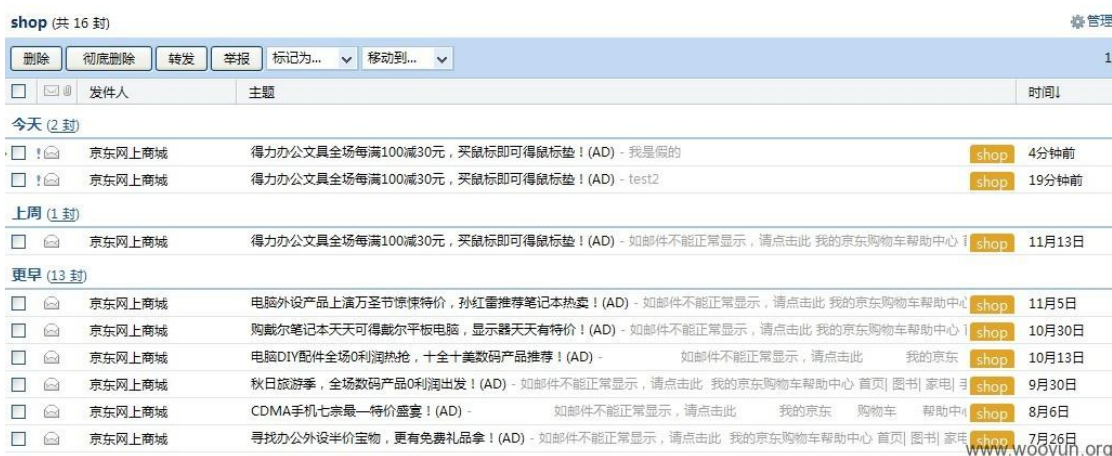 shop (共 16 封) 管理
删除 彻底删除 转发 举报 标记为... 移动到... 1
发件人 主题 时间↓
今天 (2 封)
! 京东网上商城 得力办公文具全场每满100减30元，买鼠标即可得鼠标垫！(AD) - 我是假的 shop 4分钟前
! 京东网上商城 得力办公文具全场每满100减30元，买鼠标即可得鼠标垫！(AD) - test2 shop 19分钟前
上周 (1 封)
京东网上商城 得力办公文具全场每满100减30元，买鼠标即可得鼠标垫！(AD) - 如邮件不能正常显示，请点击此 我的京东购物车帮助中心 shop 11月13日
更早 (13 封)
京东网上商城 电脑外设产品上演万圣节惊悚特价，孙红雷推荐笔记本热卖！(AD) - 如邮件不能正常显示，请点击此 我的京东购物车帮助中心 shop 11月5日
京东网上商城 购戴尔笔记本天天可得戴尔平板电脑，显示器天天有特价！(AD) - 如邮件不能正常显示，请点击此 我的京东购物车帮助中心 shop 10月30日
京东网上商城 电脑DIY配件全场0利润热抢，十全十美数码产品推荐！(AD) - 如邮件不能正常显示，请点击此 我的京东 shop 10月13日
京东网上商城 秋日旅游季，全场数码产品0利润出发！(AD) - 如邮件不能正常显示，请点击此 我的京东购物车帮助中心 首页| 图书| 家电| shop 9月30日
京东网上商城 CDMA手机七宗最—特价盛宴！(AD) - 如邮件不能正常显示，请点击此 我的京东 购物车 帮助中心 shop 8月6日
京东网上商城 寻找办公外设半价宝物，更有免费礼品拿！(AD) - 如邮件不能正常显示，请点击此 我的京东购物车帮助中心 首页| 图书| 家电 shop 7月26日
www.wooyun.org